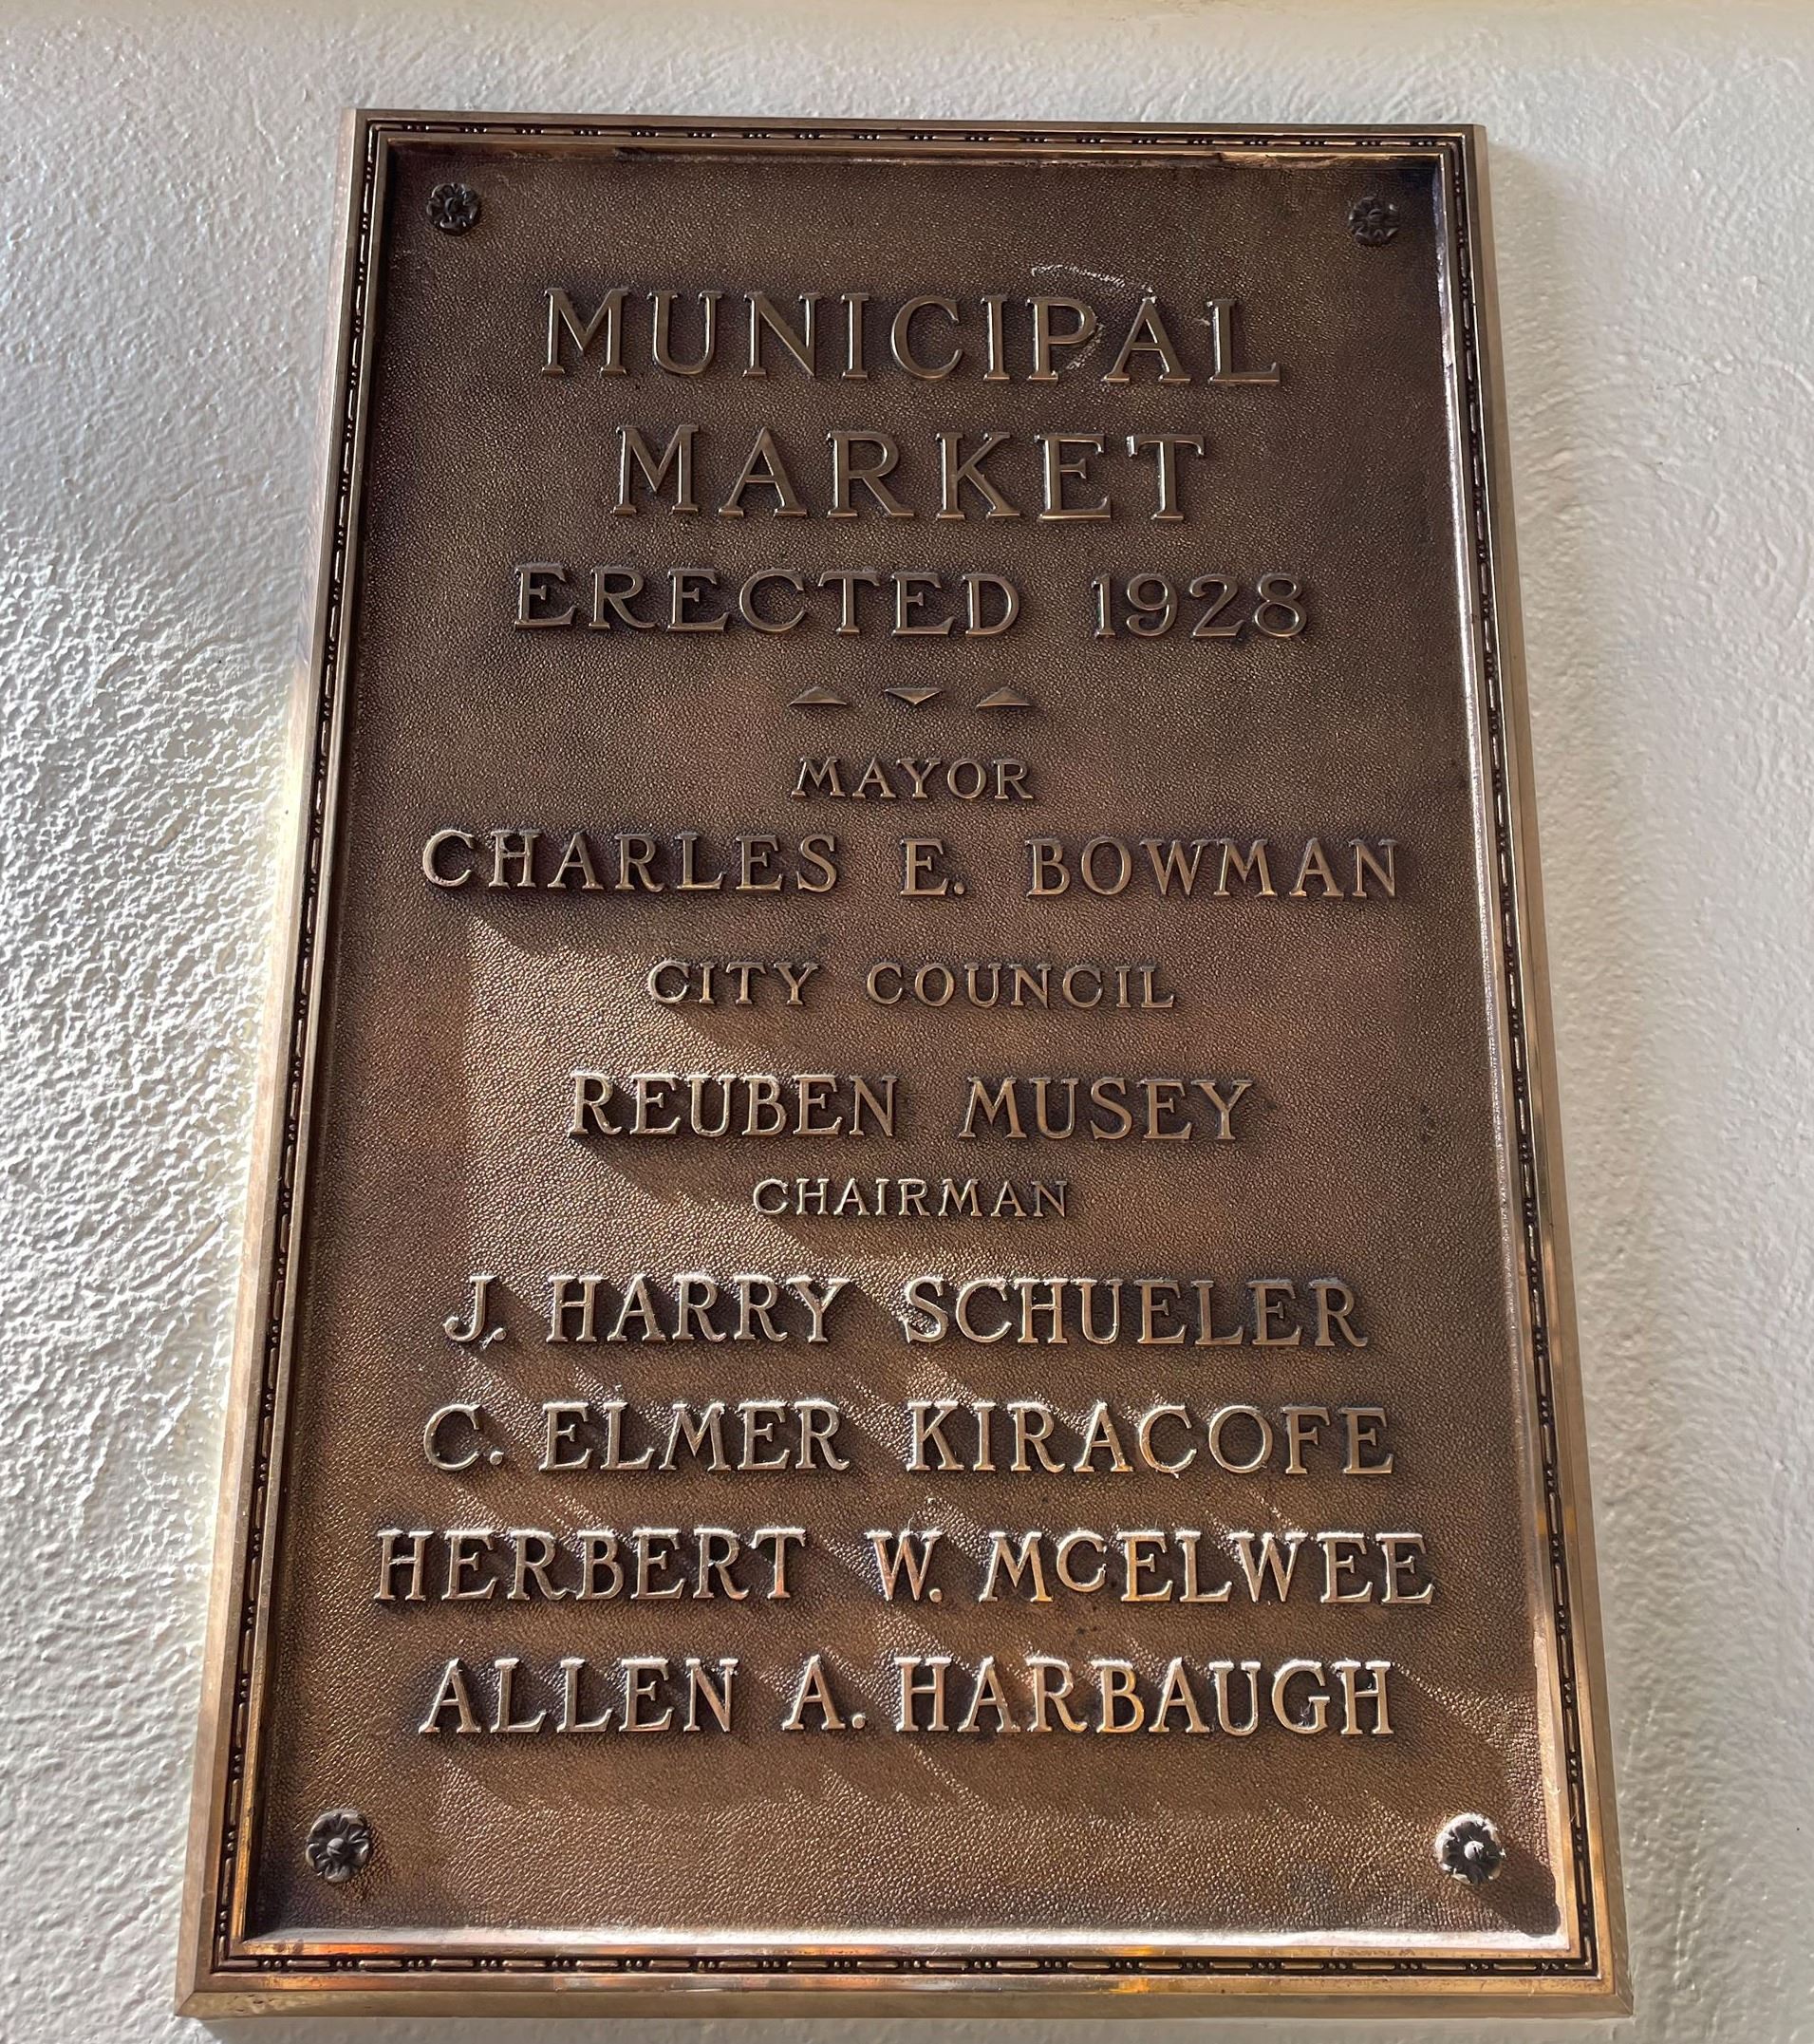 MUNICIPAL
MARKET
ERECTED 1928
MAYOR
CHARLES E. BOWMAN
CITY COUNCIL
REUBEN MUSEY
CHAIRMAN
J. HARRY SCHUELER
C. ELMER KIRACOFE
HERBERT W. MCELWEE
ALLEN A. HARBAUGH